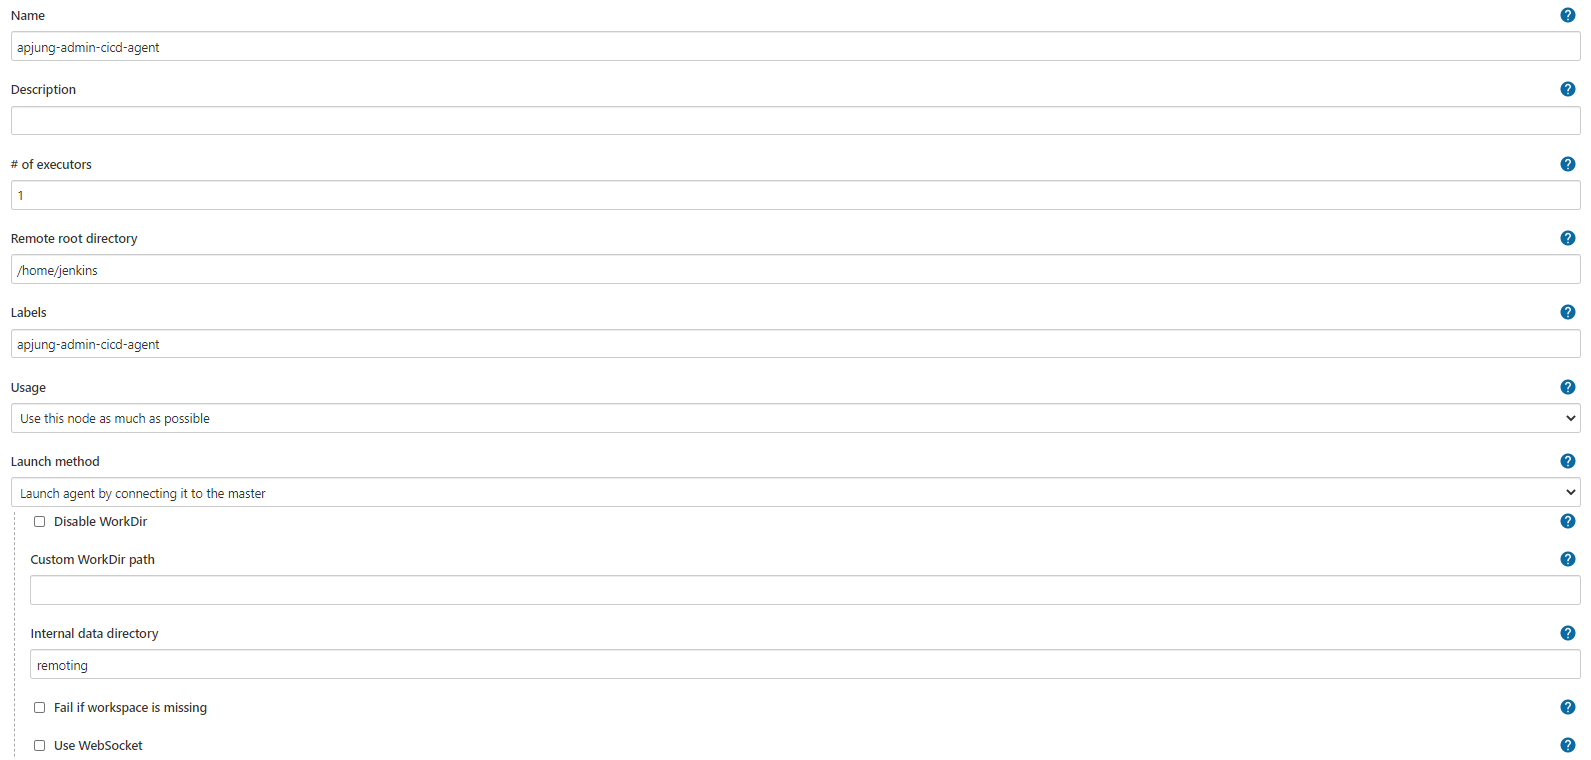 Name
?
apjung-admin-cicd-agent
Description
?
# of executors
?
1
Remote root directory
?
/home/jenkins
Labels
?
apjung-admin-cicd-agent
Usage
?
Use this node as much as possible
Launch method
?
Launch agent by connecting it to the master
Disable WorkDir
?
Custom WorkDir path
?
Internal data directory
?
remoting
Fail if workspace is missing
?
Use WebSocket
?